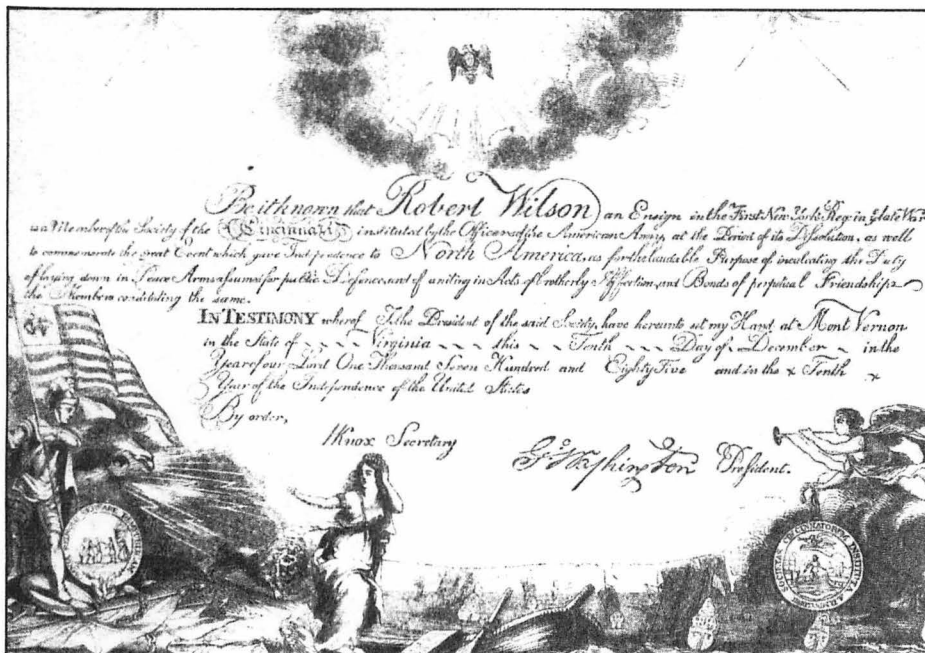 Be it known that Robert Wilson an Ensign in the First New York Reg: in State War
is a Member of the Society of the Cincinnati; instituted by the Officers of the American Army, at the Period of its Dissolution, as well
to commemorate the great Event which gave Independence to North America, as for the laudable Purpose of inculcating the Duty
of laying down in Peace Arms assumed for public Defence, and of uniting in Acts of brotherly Affection, and Bonds of perpetual Friendship
the Members constituting the same.
IN TESTIMONY whereof I, the President of the said Society, have hereunto set my Hand at Mont Vernon
in the State of Virginia this Tenth Day of December in the
Year of our Lord One Thousand Seven Hundred and Eighty Five and in the Tenth
Year of the Independence of the United States
By order,
HKnox Secretary
Go Washington President.
SOCIETAS CINCINNATORUM INSTITUTA